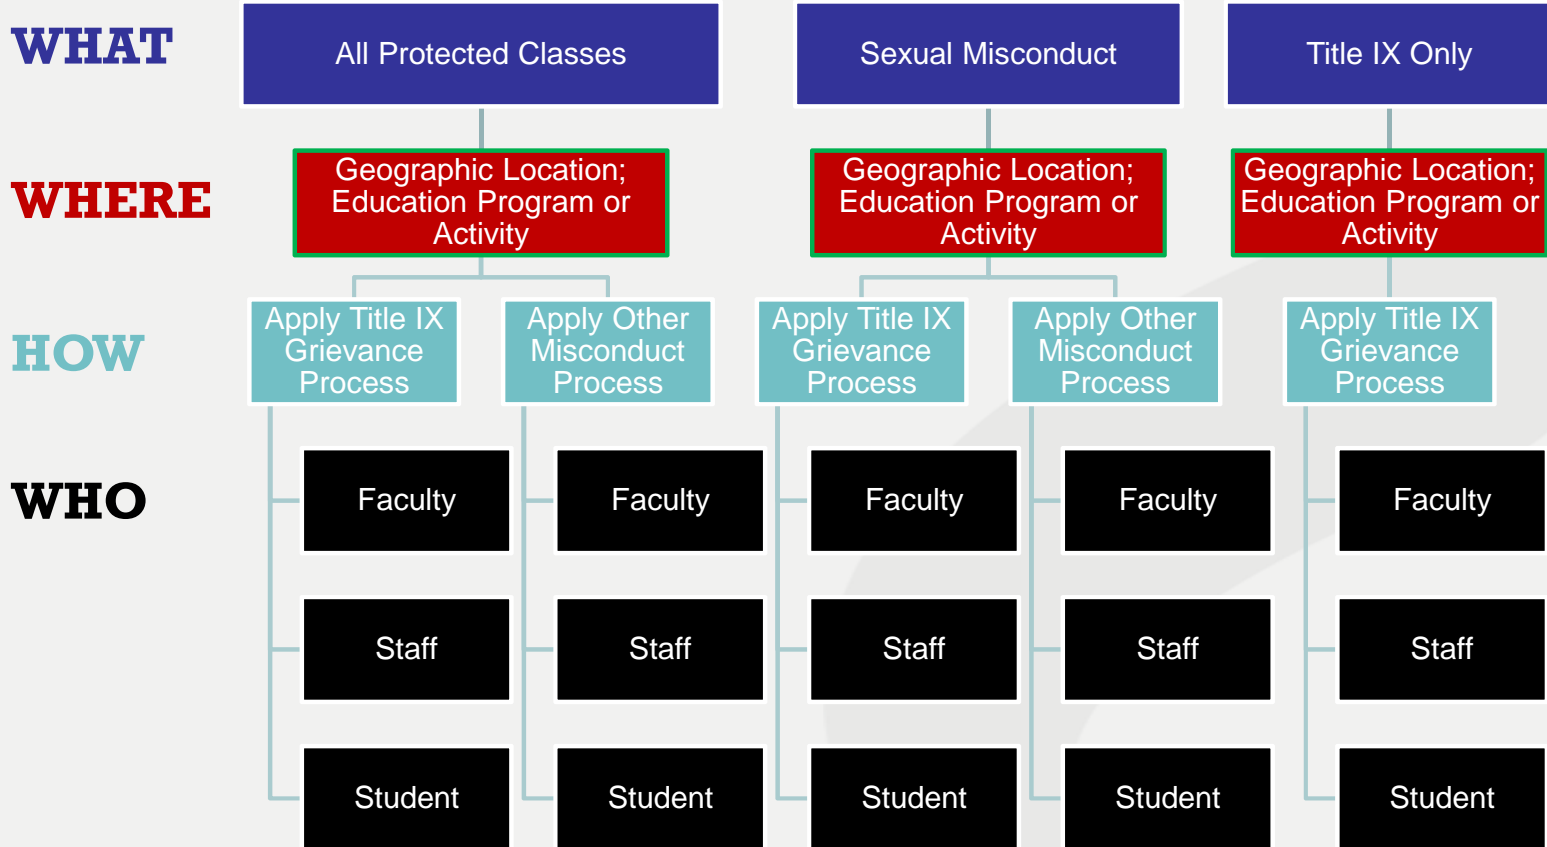 WHAT
All Protected Classes
Sexual Misconduct
Title IX Only
WHERE
Geographic Location;
Education Program or
Activity
Geographic Location;
Education Program or
Activity
Geographic Location;
Education Program or
Activity
HOW
Apply Title IX
Grievance
Process
Apply Other
Misconduct
Process
Apply Title IX
Grievance
Process
Apply Other
Misconduct
Process
Apply Title IX
Grievance
Process
WHO
Faculty
Faculty
Faculty
Faculty
Faculty
Staff
Staff
Staff
Staff
Staff
Student
Student
Student
Student
Student